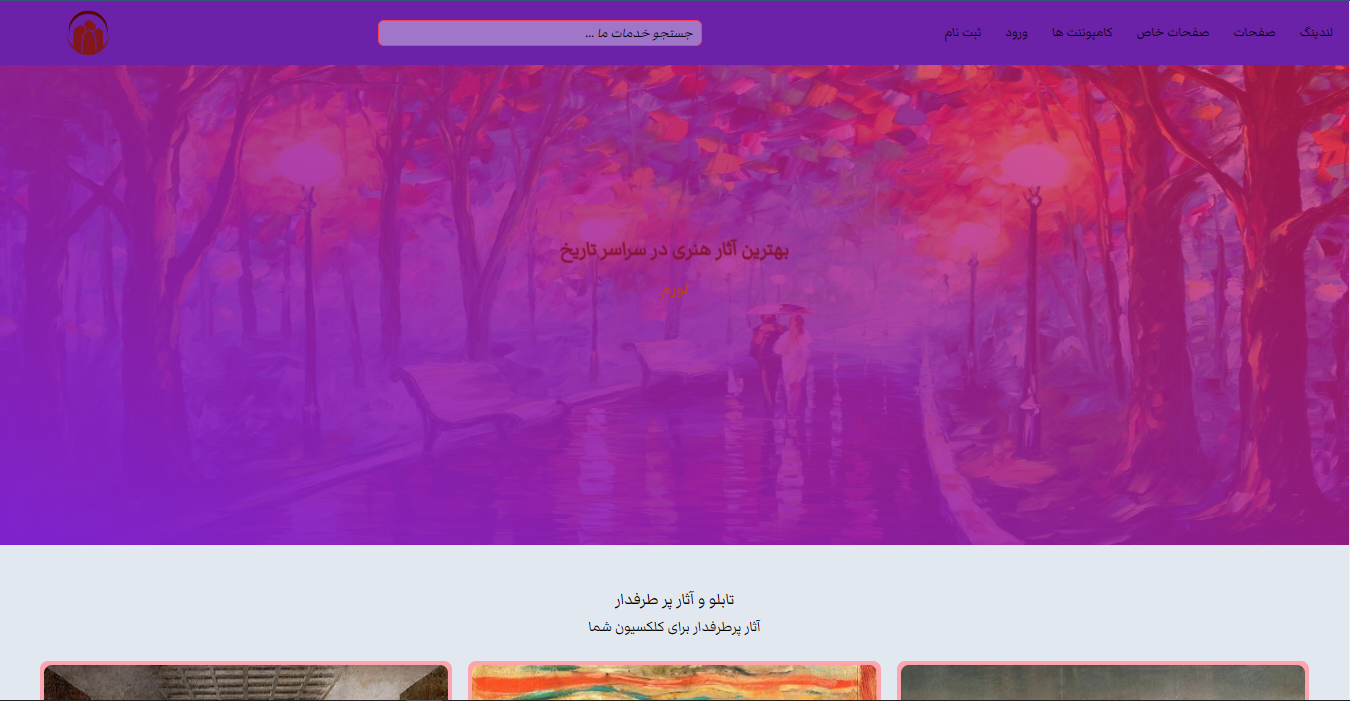 لندینگ
صفحات
صفحات خاص
کامپوننت ها
ورود
ثبت نام
جستجو خدمات ما ...
بهترین آثار هنری در سراسر تاریخ
لورم
تابلو و آثار پر طرفدار
آثار پرطرفدار برای کلکسیون شما